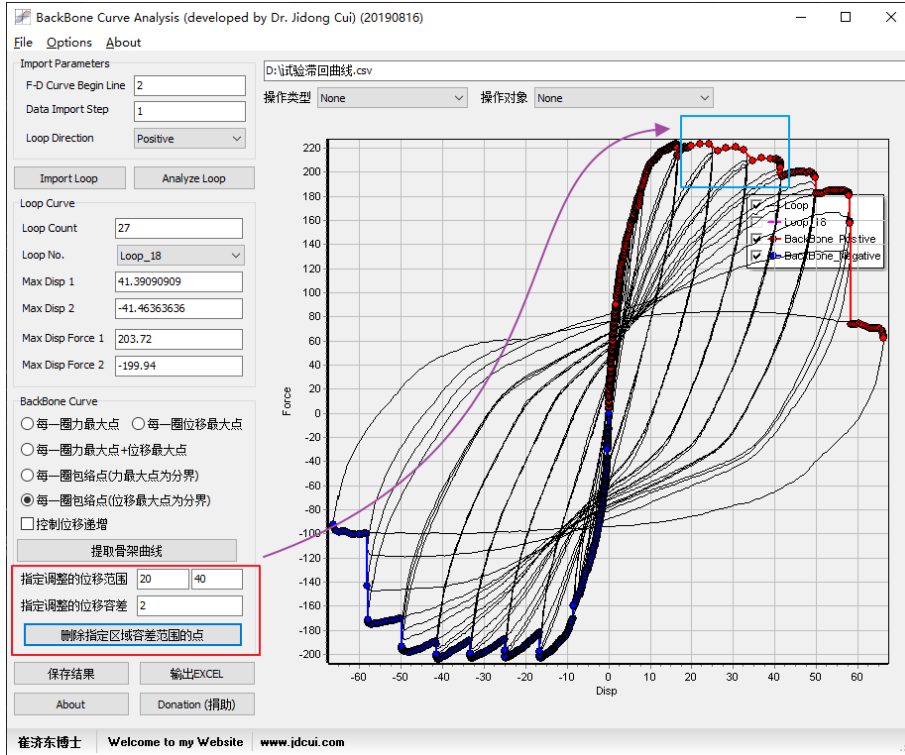 BackBone Curve Analysis (developed by Dr. Jidong Cui) (20190816)
File Options About
Import Parameters
F-D Curve Begin Line 2
Data Import Step 1
Loop Direction Positive
Import Loop Analyze Loop
Loop Curve
Loop Count 27
Loop No. Loop_18
Max Disp 1 41.39090909
Max Disp 2 -41.46363636
Max Disp Force 1 203.72
Max Disp Force 2 -199.94
BackBone Curve
每一圈力最大点 每一圈位移最大点
每一圈力最大点+位移最大点
每一圈包络点(力最大点为分界)
每一圈包络点(位移最大点为分界)
控制位移递增
提取骨架曲线
指定调整的位移范围 20 40
指定调整的位移容差 2
删除指定区域容差范围的点
保存结果 输出EXCEL
About Donation (捐助)
D:\试验滞回曲线.csv
操作类型 None 操作对象 None
220
200
180
160
140
120
100
80
60
40
20
0
-20
-40
-60
-80
-100
-120
-140
-160
-180
-200
Force
Loop
Loop_18
BackBone_Postive
BackBone_Negative
-60 -50 -40 -30 -20 -10 0 10 20 30 40 50 60
Disp
崔济东博士 Welcome to my Website www.jdcui.com